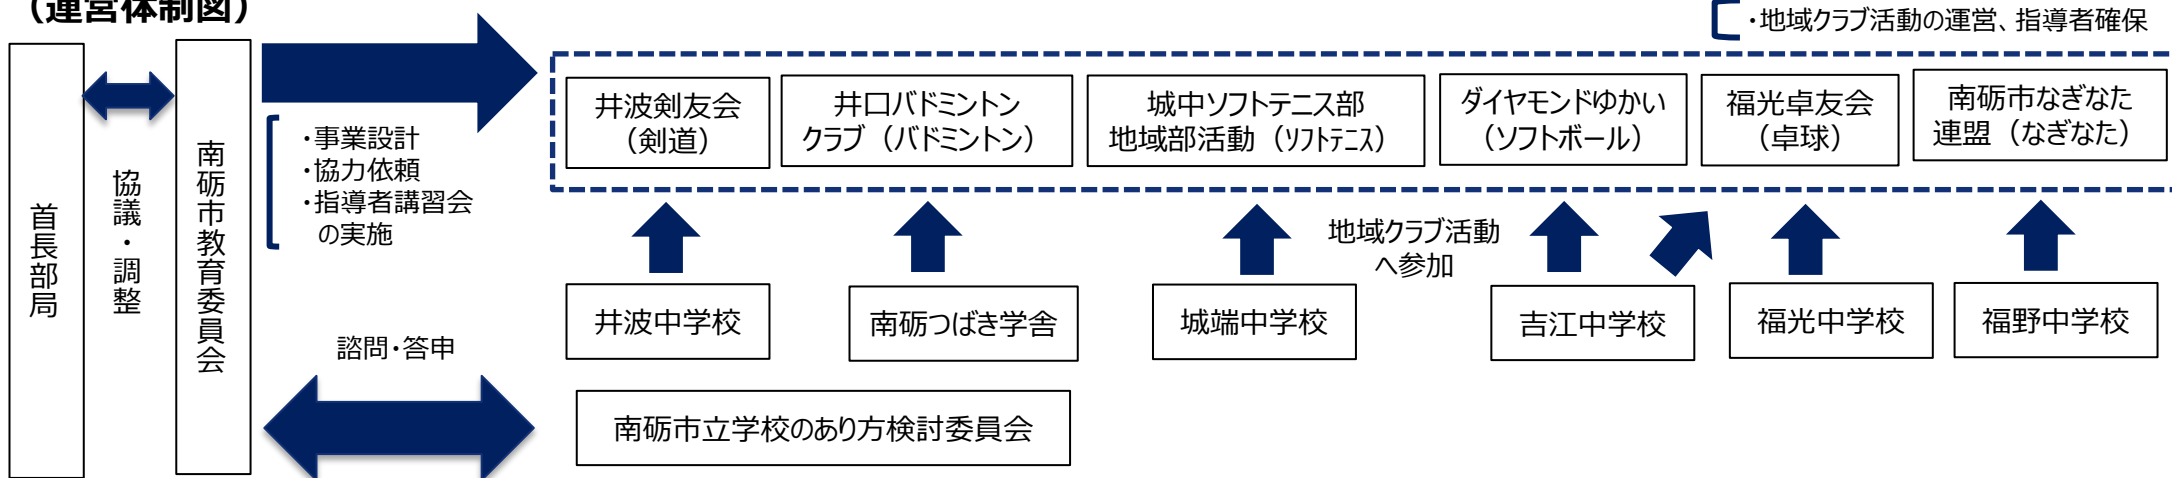 （運営体制図）
・地域クラブ活動の運営、指導者確保
首長部局
協議・調整
南砺市教育委員会
・事業設計
・協力依頼
・指導者講習会
の実施
井波剣友会
（剣道）
井口バドミントン
クラブ（バドミントン）
城中ソフトテニス部
地域部活動（ソフトテニス）
ダイヤモンドゆかい
（ソフトボール）
福光卓友会
（卓球）
南砺市なぎなた
連盟（なぎなた）
地域クラブ活動
へ参加
井波中学校
南砺つばき学舎
城端中学校
吉江中学校
福光中学校
福野中学校
諮問・答申
南砺市立学校のあり方検討委員会